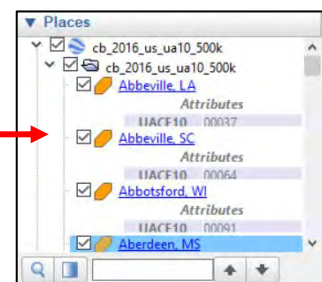 Places
cb_2016_us_ua10_500k
cb_2016_us_ua10_500k
Abbeville, LA
Attributes
UACE10 00037
Abbeville, SC
Attributes
UACE10 00064
Abbotsford, WI
Attributes
UACE10 00091
Aberdeen, MS